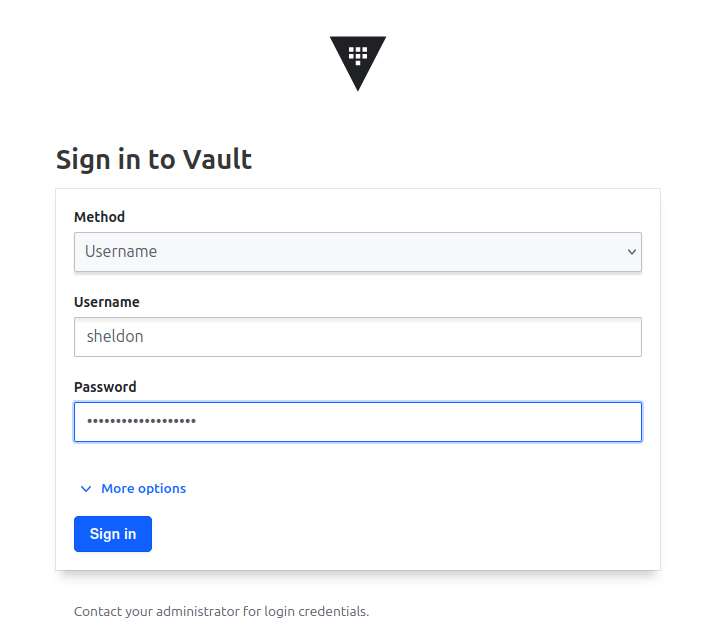 Sign in to Vault
Method
Username
Username
sheldon
Password
•••••••••••••••••••
More options
Sign in
Contact your administrator for login credentials.